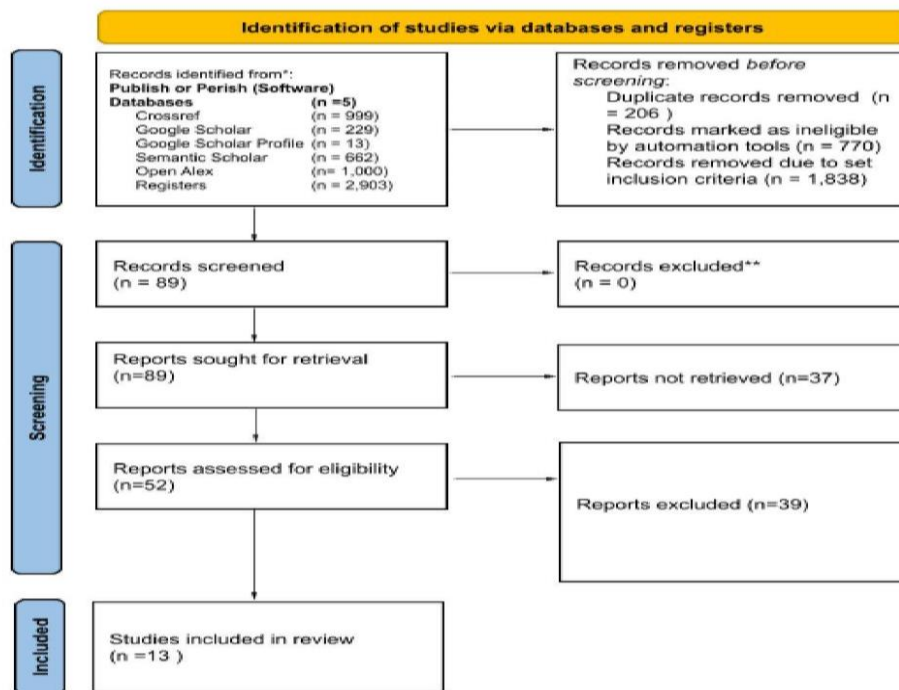 Identification of studies via databases and registers
Identification
Records identified from*:
Publish or Perish (Software)
Databases (n =5)
Crossref (n = 999)
Google Scholar (n = 229)
Google Scholar Profile (n = 13)
Semantic Scholar (n = 662)
Open Alex (n= 1,000)
Registers (n = 2,903)
Records removed before
screening:
Duplicate records removed (n
= 206 )
Records marked as ineligible
by automation tools (n = 770)
Records removed due to set
inclusion criteria (n = 1,838)
Screening
Records screened
(n = 89)
Records excluded**
(n = 0)
Reports sought for retrieval
(n=89)
Reports not retrieved (n=37)
Reports assessed for eligibility
(n=52)
Reports excluded (n=39)
Included
Studies included in review
(n =13 )